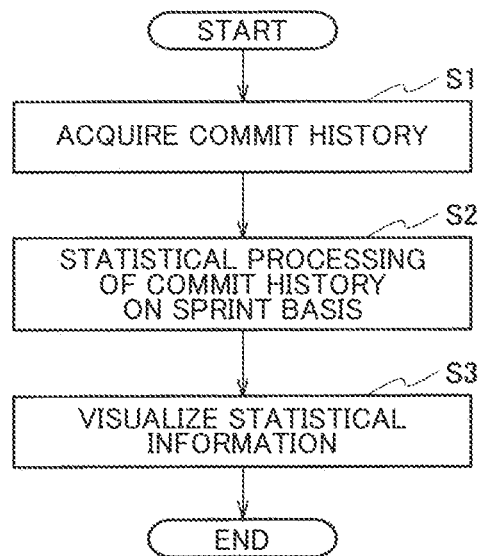 START
S1
ACQUIRE COMMIT HISTORY
S2
STATISTICAL PROCESSING
OF COMMIT HISTORY
ON SPRINT BASIS
S3
VISUALIZE STATISTICAL
INFORMATION
END